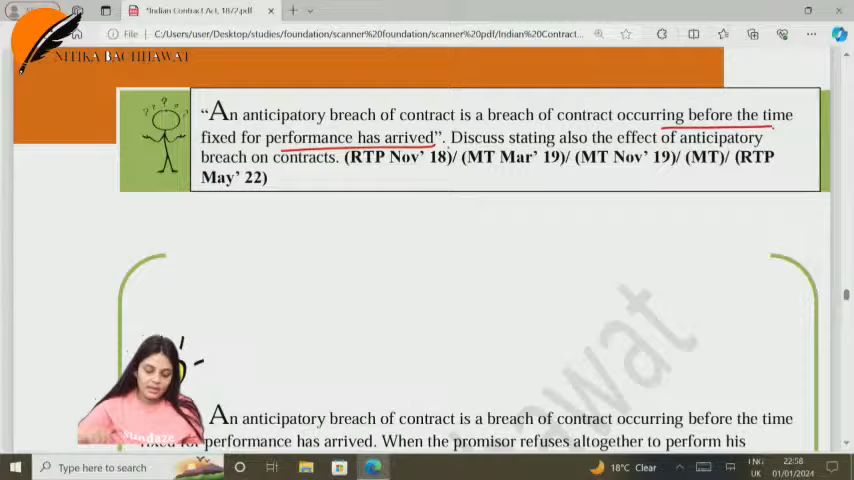 *Indian Contract Act, 1872.pdf
File C:/Users/user/Desktop/studies/foundation/scanner%20foundation/scanner%20pdf/Indian%20Contract...
NITIKA BACHHAWAT
“An anticipatory breach of contract is a breach of contract occurring before the time
fixed for performance has arrived”. Discuss stating also the effect of anticipatory
breach on contracts. (RTP Nov’ 18)/ (MT Mar’ 19)/ (MT Nov’ 19)/ (MT)/ (RTP
May’ 22)
An anticipatory breach of contract is a breach of contract occurring before the time
performance has arrived. When the promisor refuses altogether to perform his
Type here to search
18°C Clear
ENG
UK
22:58
01/01/2024